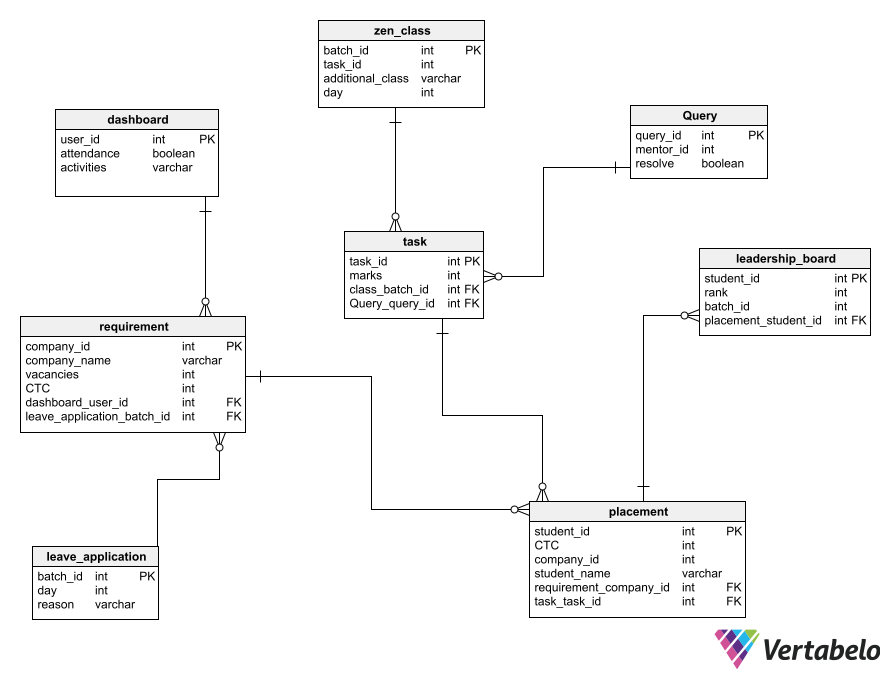 zen_class
batch_id int PK
task_id int
additional_class varchar
day int
dashboard
user_id int PK
attendance boolean
activities varchar
Query
query_id int PK
mentor_id int
resolve boolean
task
task_id int PK
marks int
class_batch_id int FK
Query_query_id int FK
leadership_board
student_id int PK
rank int
batch_id int
placement_student_id int FK
requirement
company_id int PK
company_name varchar
vacancies int
CTC int
dashboard_user_id int FK
leave_application_batch_id int FK
leave_application
batch_id int PK
day int
reason varchar
placement
student_id int PK
CTC int
company_id int
student_name varchar
requirement_company_id int FK
task_task_id int FK
Vertabelo